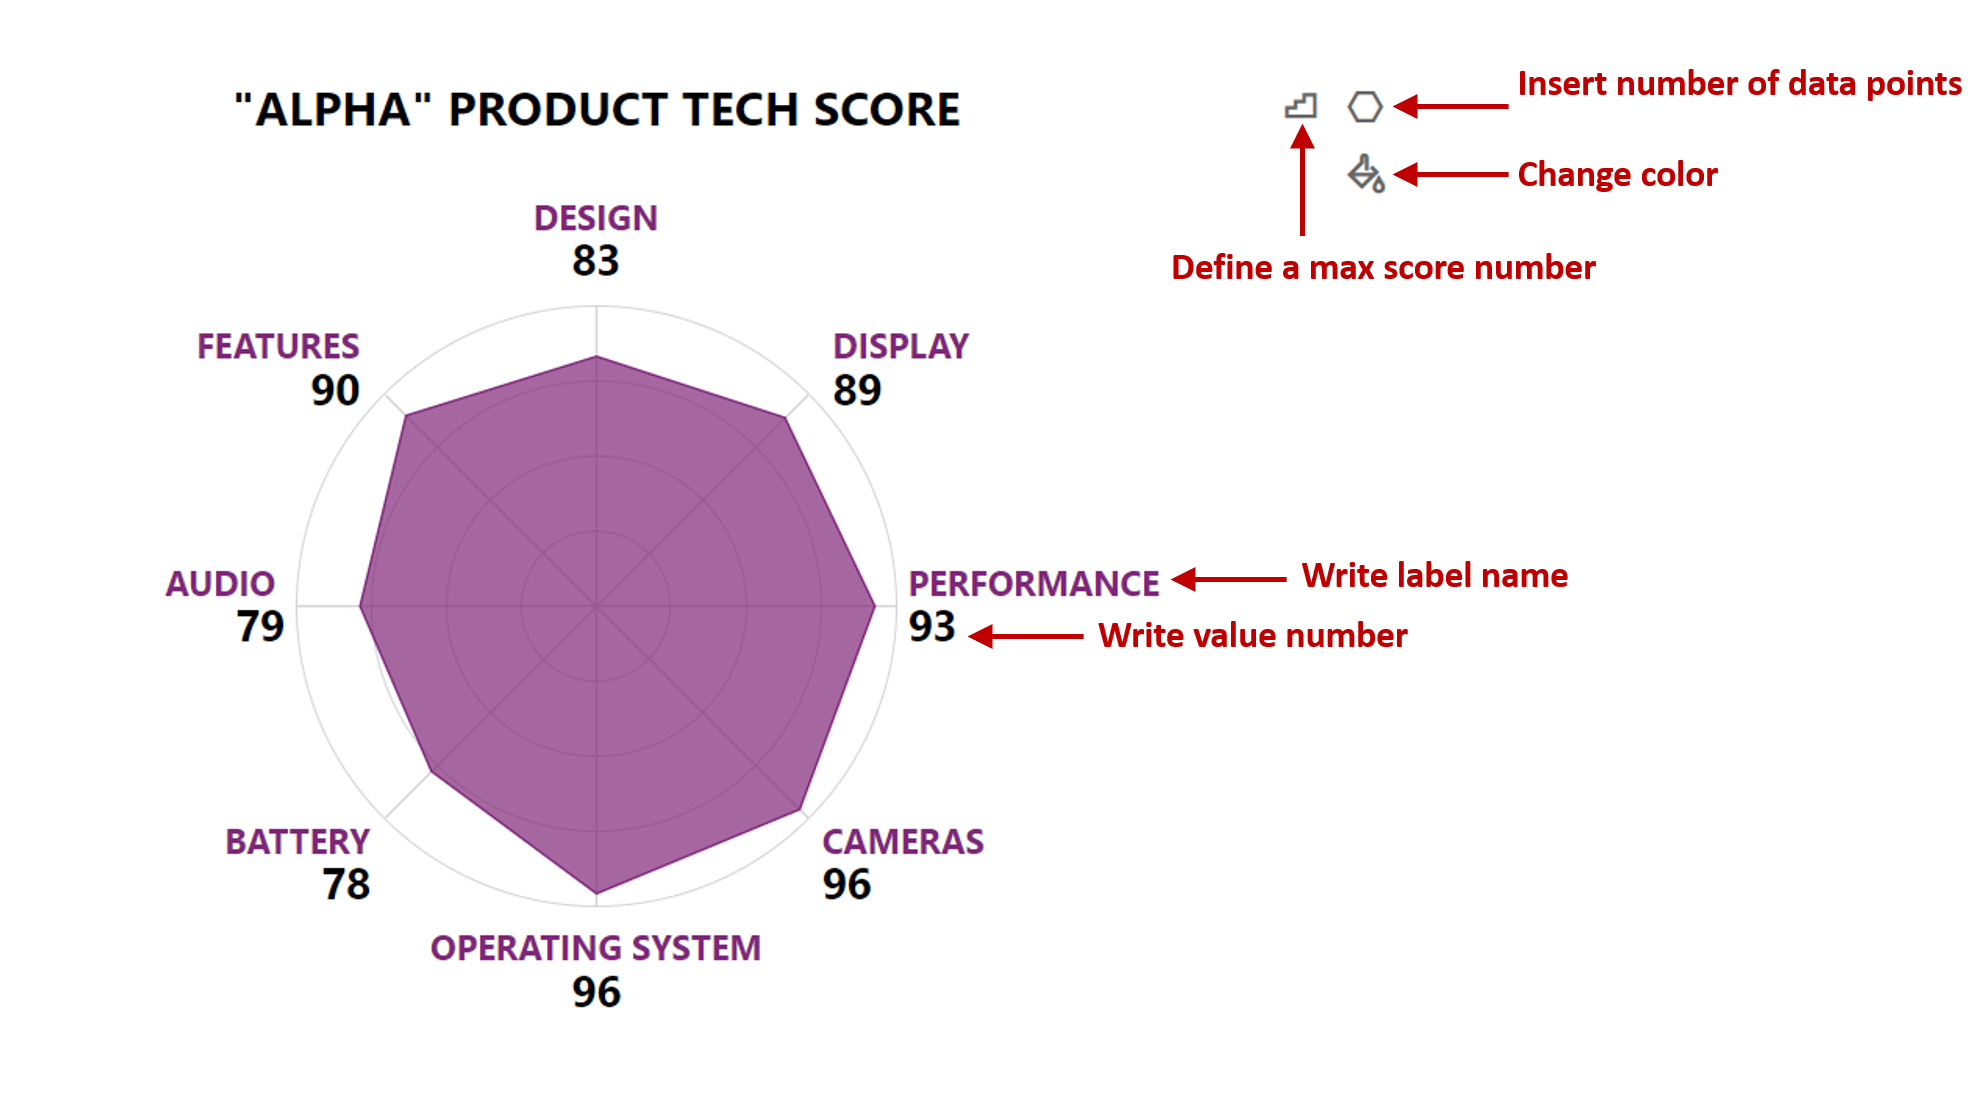 "ALPHA" PRODUCT TECH SCORE
Insert number of data points
Change color
Define a max score number
DESIGN
83
FEATURES
90
DISPLAY
89
AUDIO
79
PERFORMANCE
93
Write label name
Write value number
BATTERY
78
CAMERAS
96
OPERATING SYSTEM
96